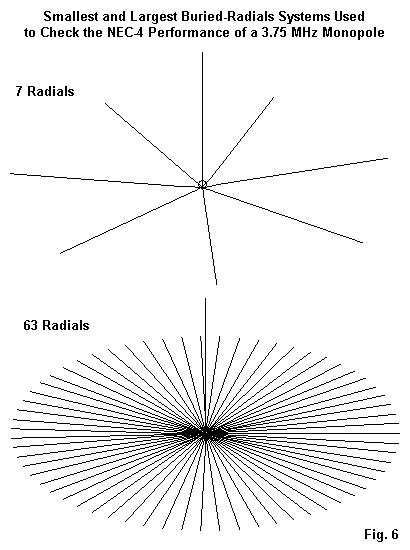 Smallest and Largest Buried-Radials Systems Used
to Check the NEC-4 Performance of a 3.75 MHz Monopole
7 Radials
63 Radials
Fig. 6